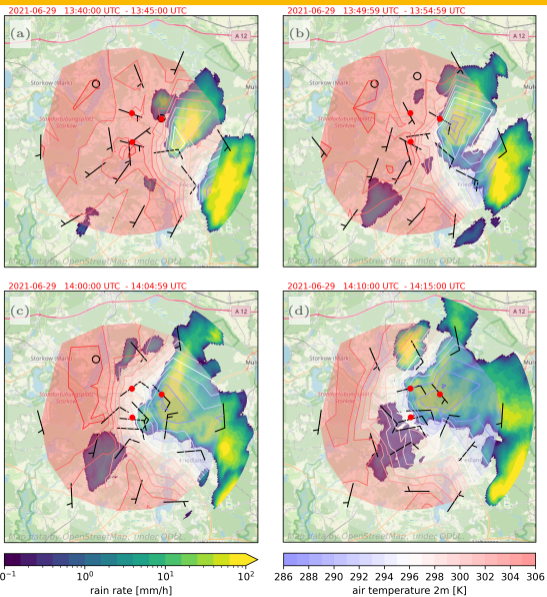 2021-06-29 13:40:00 UTC - 13:45:00 UTC
2021-06-29 13:49:59 UTC - 13:54:59 UTC
(a)
A 12
Storkow (Mark)
Storkow
Map data by OpenStreetMap, under ODbL
(b)
A 12
Storkow (Mark)
Storkow
Map data by OpenStreetMap, under ODbL
2021-06-29 14:00:00 UTC - 14:04:59 UTC
2021-06-29 14:10:00 UTC - 14:15:00 UTC
(c)
A 12
Storkow (Mark)
Storkow
Map data by OpenStreetMap, under ODbL
(d)
A 12
Storkow (Mark)
Storkow
Map data by OpenStreetMap, under ODbL
10⁻¹ 10⁰ 10¹ 10²
rain rate [mm/h]
286 288 290 292 294 296 298 300 302 304 306
air temperature 2m [K]